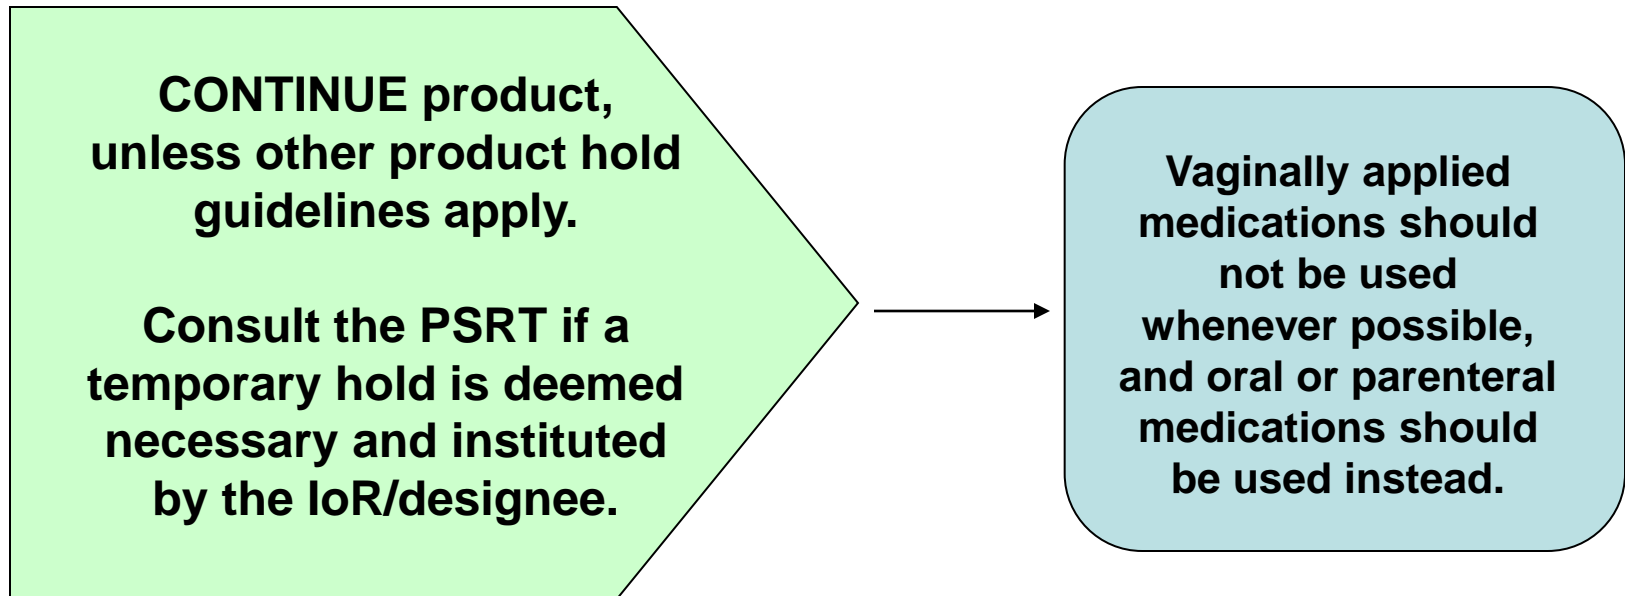 CONTINUE product,
unless other product hold
guidelines apply.
Consult the PSRT if a
temporary hold is deemed
necessary and instituted
by the IoR/designee.
Vaginally applied
medications should
not be used
whenever possible,
and oral or parenteral
medications should
be used instead.